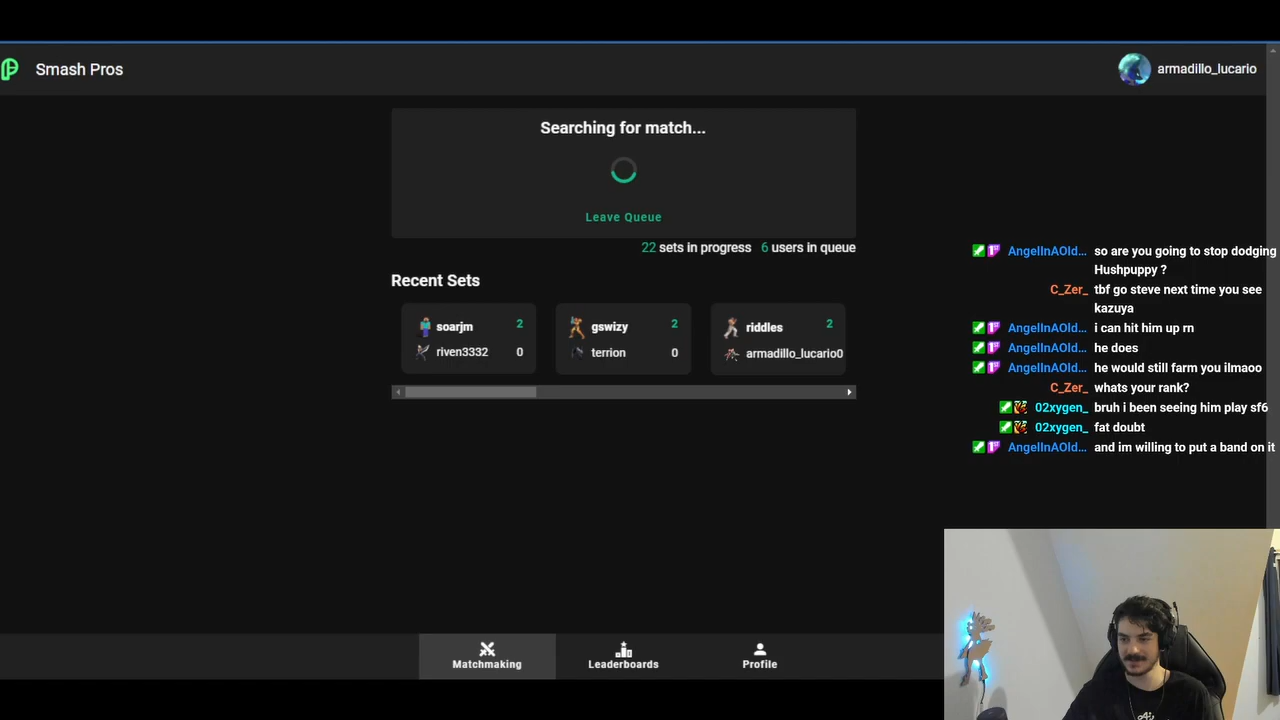 Smash Pros
armadillo_lucario
Searching for match...
Leave Queue
22 sets in progress 6 users in queue
Recent Sets
soarjm 2
riven3332 0
gswizy 2
terrion 0
riddles 2
armadillo_lucario0
AngelInAOld... so are you going to stop dodging
Hushpuppy ?
C_Zer_ tbf go steve next time you see
kazuya
AngelInAOld... i can hit him up rn
AngelInAOld... he does
AngelInAOld... he would still farm you ilmaoo
C_Zer_ whats your rank?
02xygen_ bruh i been seeing him play sf6
02xygen_ fat doubt
AngelInAOld... and im willing to put a band on it
Matchmaking
Leaderboards
Profile